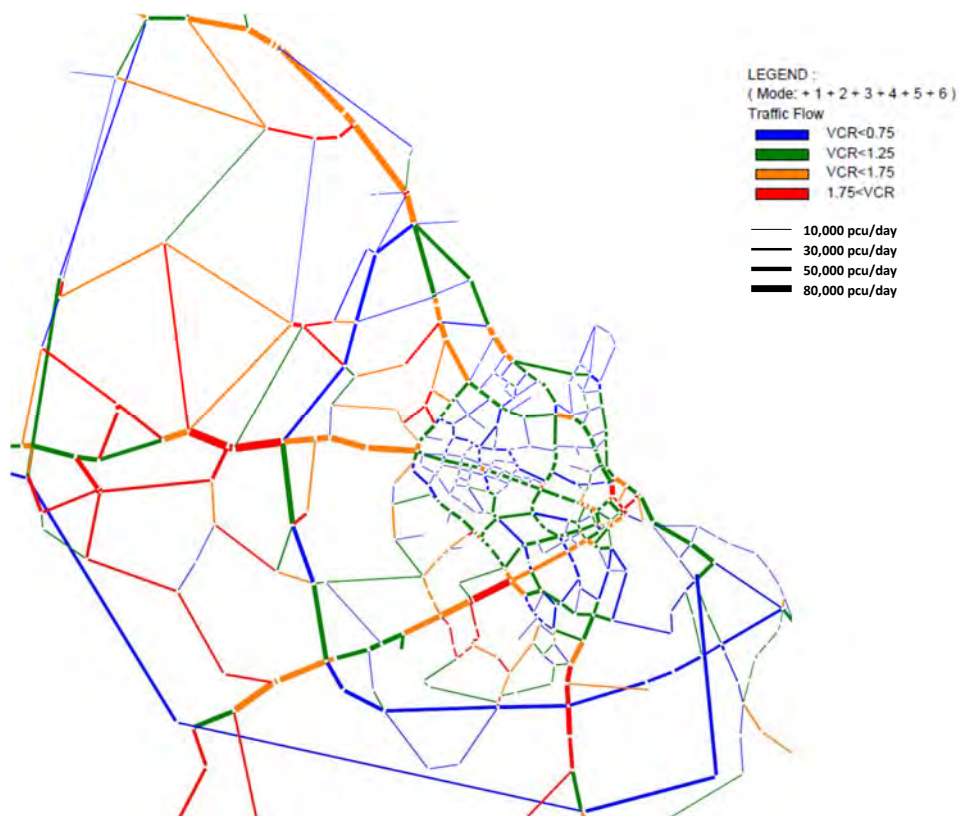 LEGEND :
( Mode: + 1 + 2 + 3 + 4 + 5 + 6 )
Traffic Flow
VCR<0.75
VCR<1.25
VCR<1.75
1.75<VCR
10,000 pcu/day
30,000 pcu/day
50,000 pcu/day
80,000 pcu/day